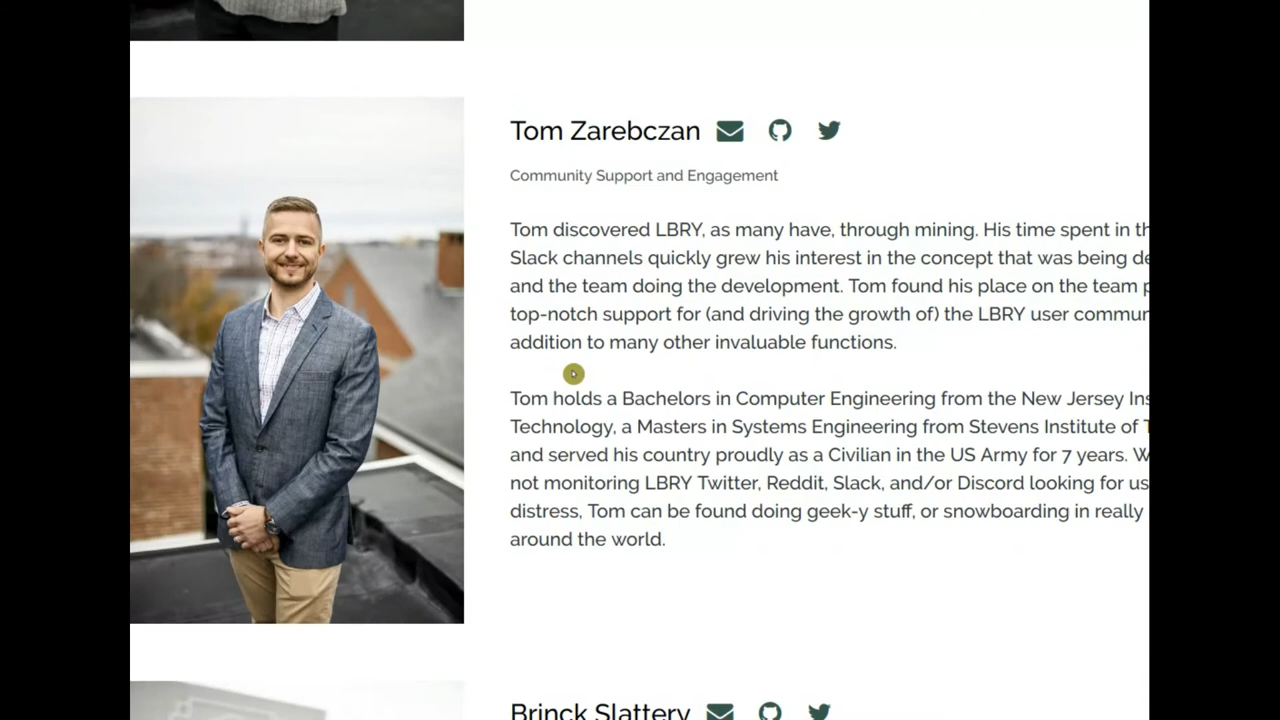 Tom Zarebczan
Community Support and Engagement
Tom discovered LBRY, as many have, through mining. His time spent in th
Slack channels quickly grew his interest in the concept that was being de
and the team doing the development. Tom found his place on the team p
top-notch support for (and driving the growth of) the LBRY user commun
addition to many other invaluable functions.
Tom holds a Bachelors in Computer Engineering from the New Jersey Ins
Technology, a Masters in Systems Engineering from Stevens Institute of T
and served his country proudly as a Civilian in the US Army for 7 years. W
not monitoring LBRY Twitter, Reddit, Slack, and/or Discord looking for us
distress, Tom can be found doing geek-y stuff, or snowboarding in really
around the world.
Brinck Slattery